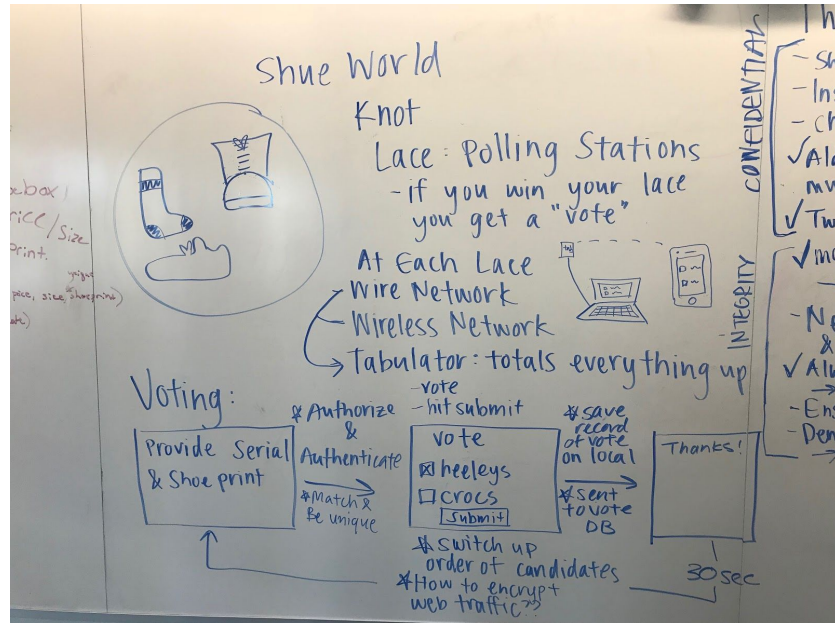 Shue World
Knot
Lace: Polling Stations
- if you win your lace
you get a "vote"
At Each Lace
Wire Network
- Wireless Network
Tabulator: totals everything up
Voting:
Provide Serial
& Shoe print
* Authorize
&
Authenticate
* Match &
Be unique
- vote
- hit submit
vote
heeleys
crocs
Submit
* save
record
of vote
on local
* sent
to vote
DB
Thanks!
30 sec
* switch up
order of candidates
* How to encrypt
web traffic??
CONFIDENTIAL
INTEGRITY
/Size
print.